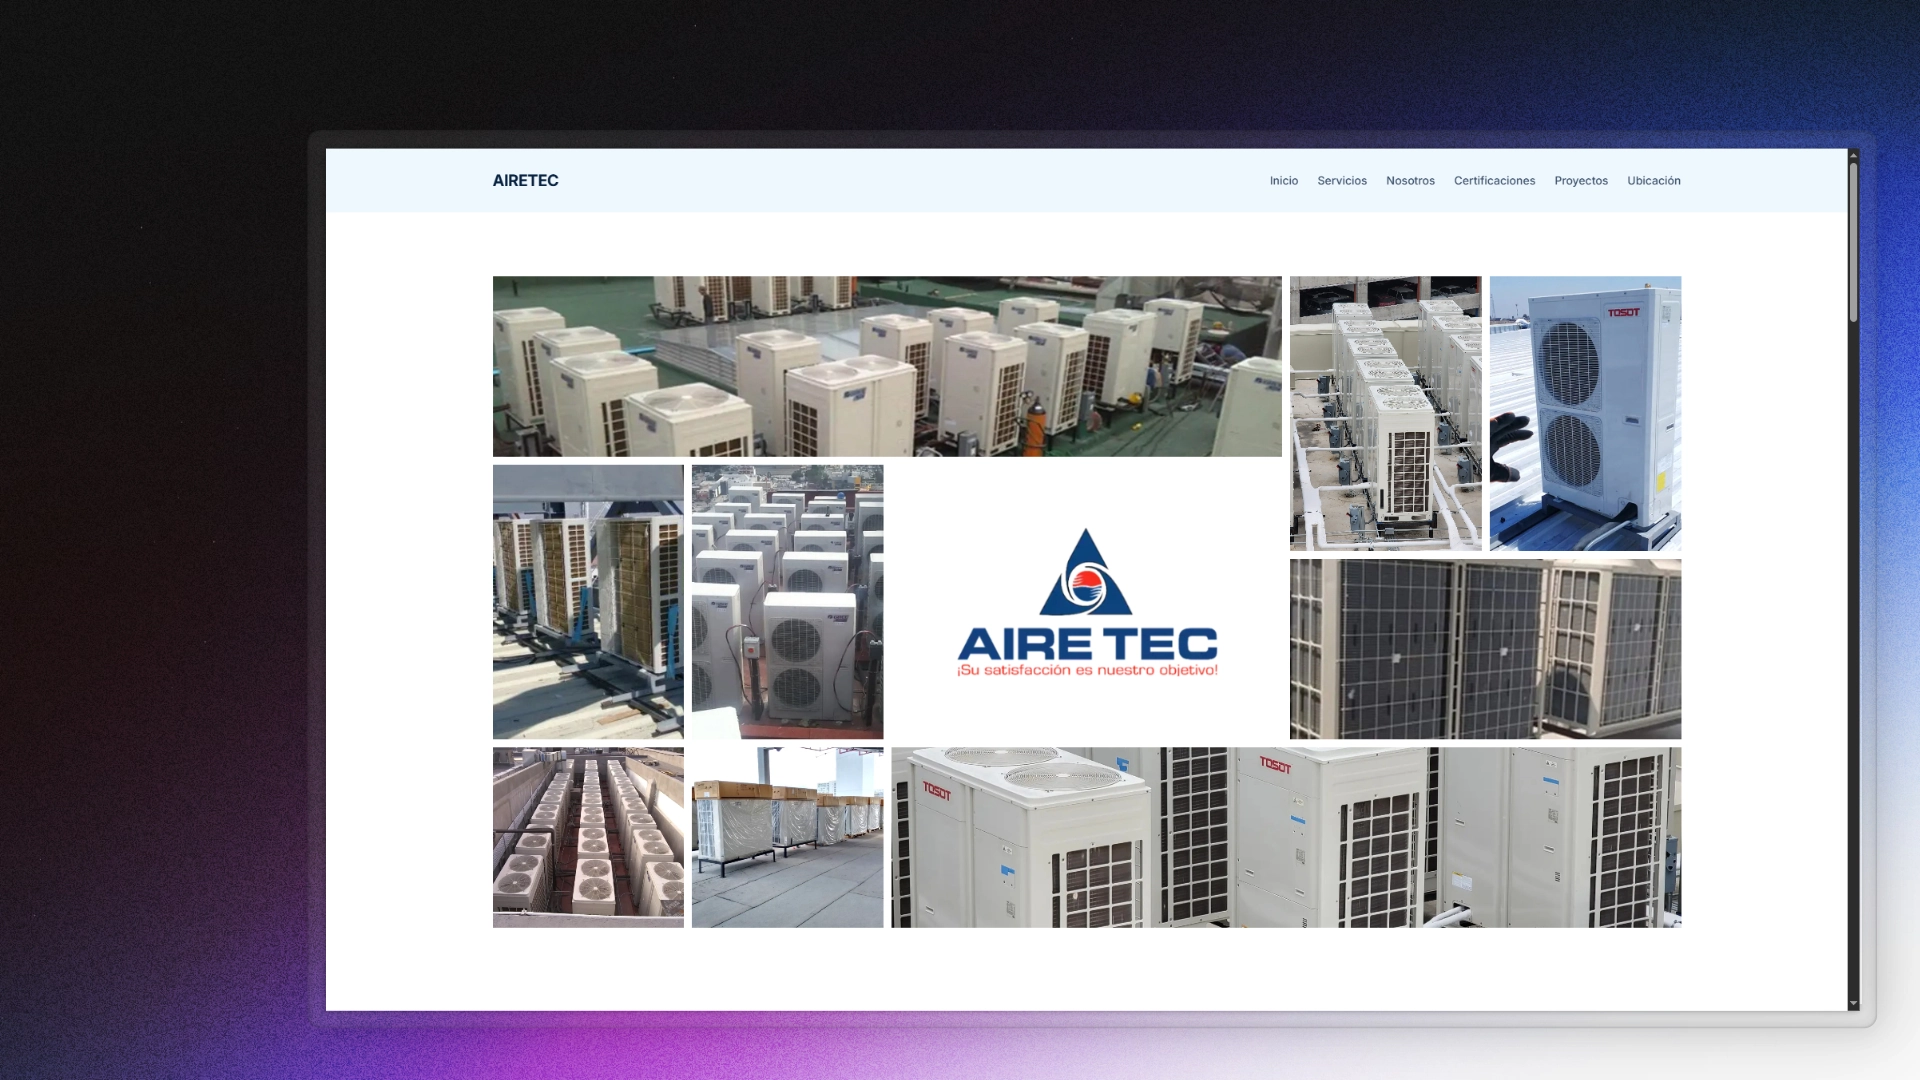 AIRETEC
Inicio Servicios Nosotros Certificaciones Proyectos Ubicación
TOSOT
AIRE TEC
¡Su satisfacción es nuestro objetivo!
TOSOT
TOSOT